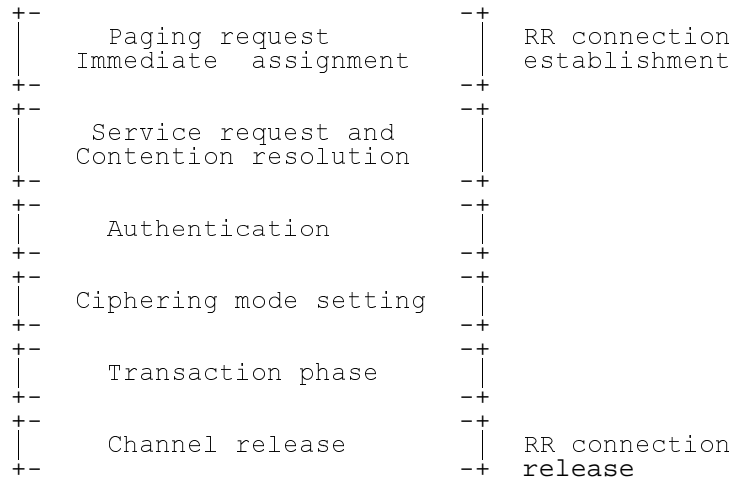 Paging request RR connection
Immediate assignment establishment
Service request and
Contention resolution
Authentication
Ciphering mode setting
Transaction phase
Channel release RR connection
release